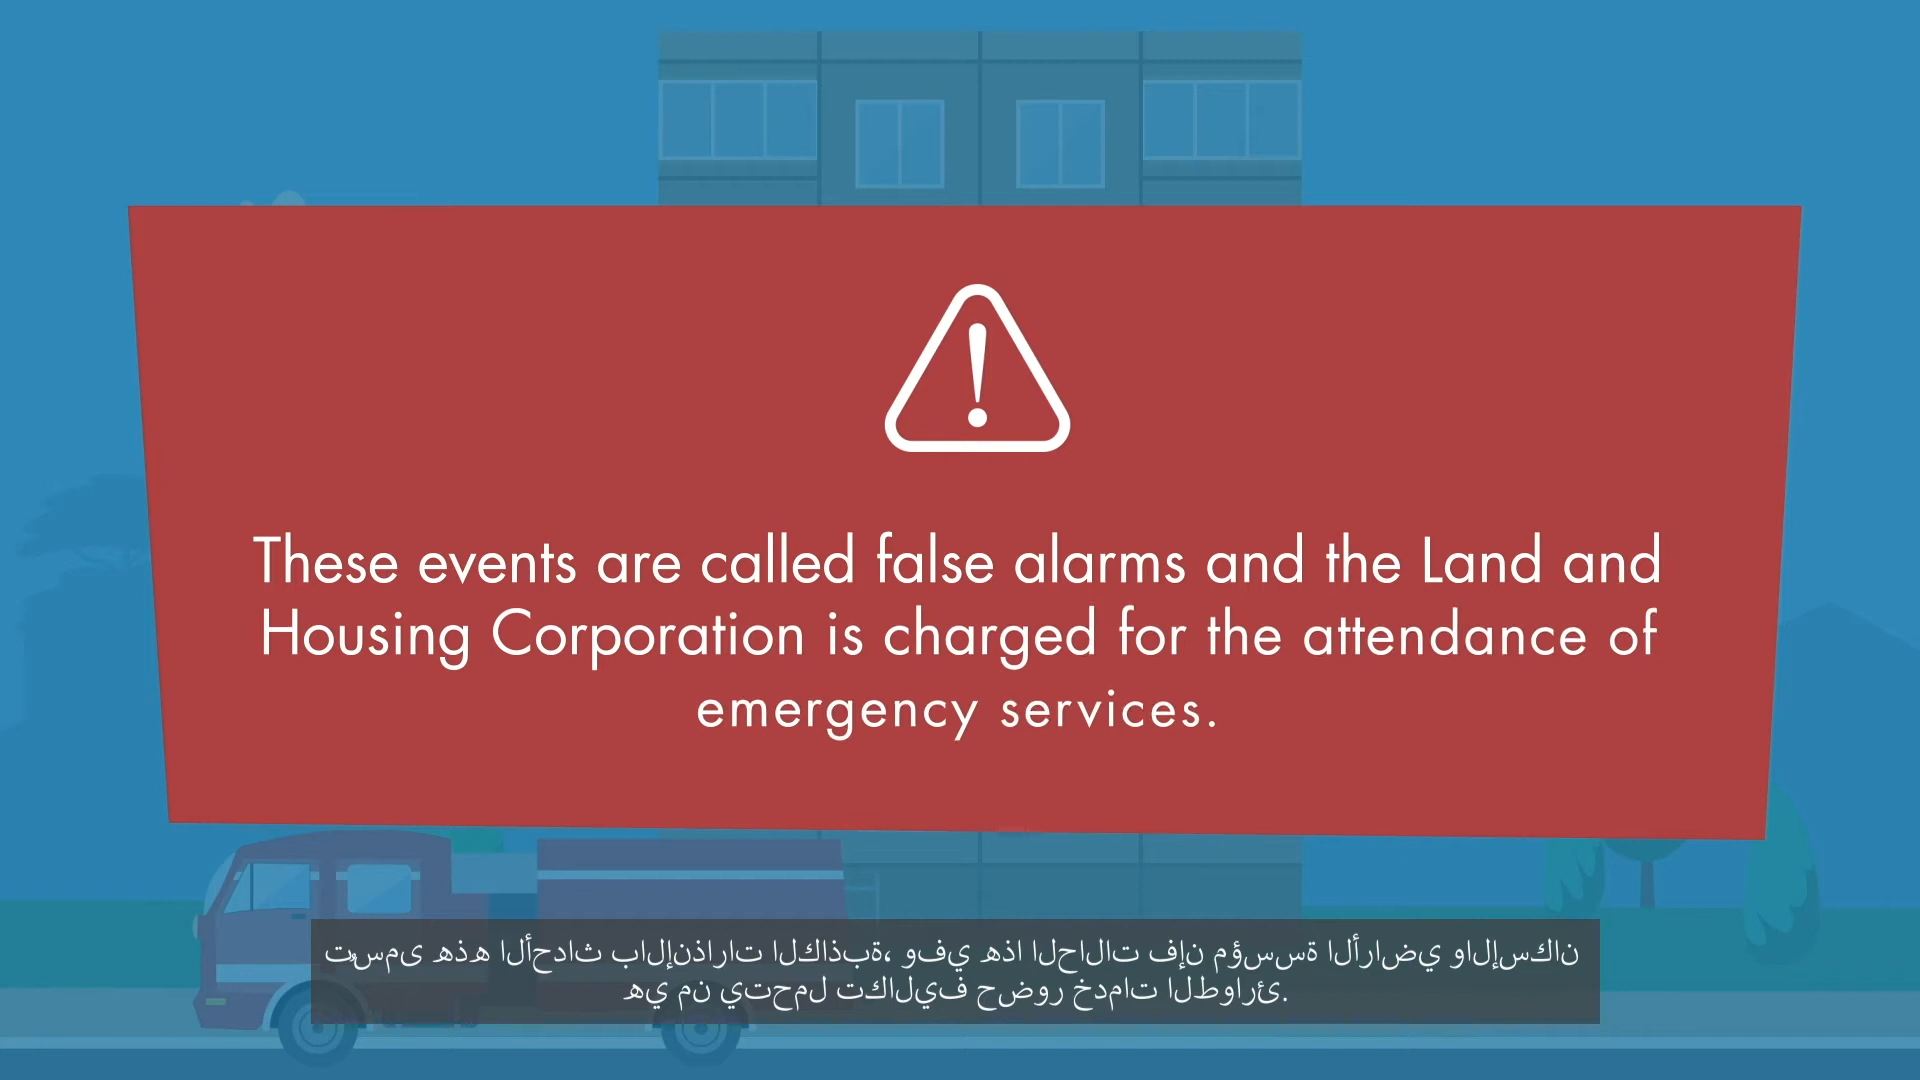 These events are called false alarms and the Land and
Housing Corporation is charged for the attendance of
emergency services.
تُسمى هذه الأحداث بالإنذارات الكاذبة، وفي هذا الحالات فإن مؤسسة الأراضي والإسكان
هي من يتحمل تكاليف حضور خدمات الطوارئ.